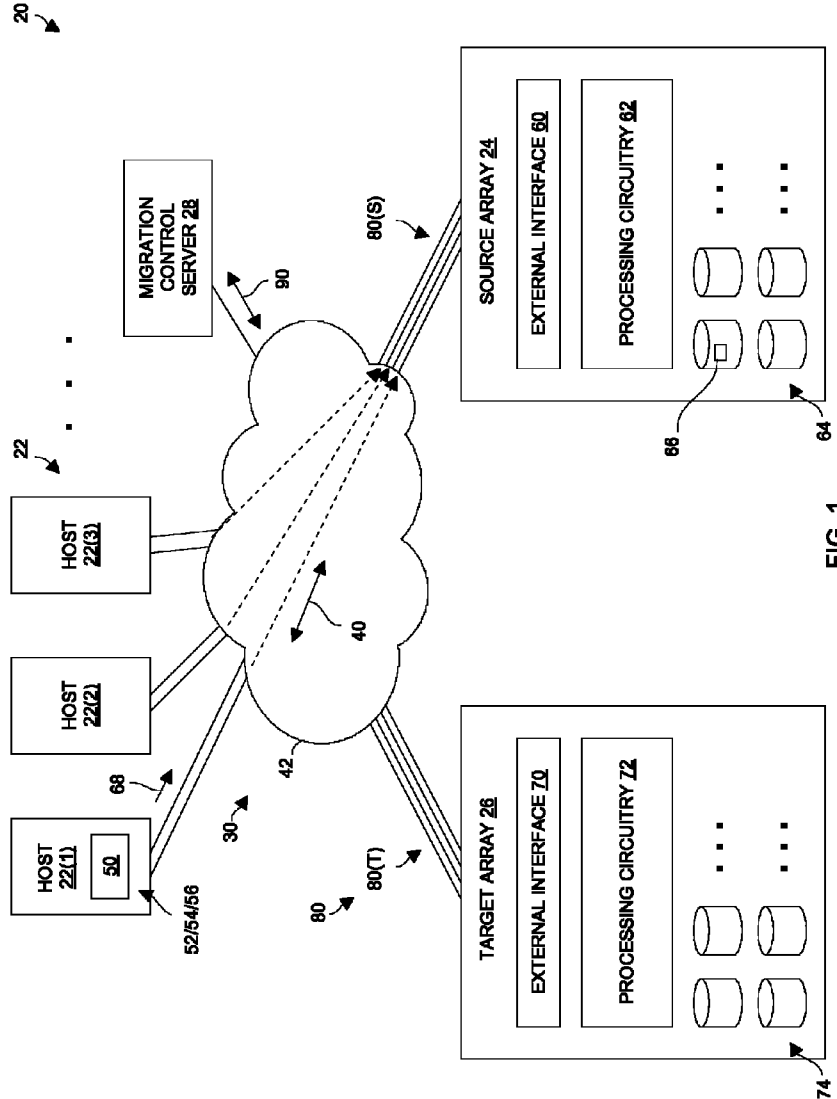 20
22
HOST
22(1)
50
52/54/56
HOST
22(2)
HOST
22(3)
MIGRATION
CONTROL
SERVER 28
90
68
30
42
40
80
80(T)
80(S)
TARGET ARRAY 26
EXTERNAL INTERFACE 70
PROCESSING CIRCUITRY 72
74
SOURCE ARRAY 24
EXTERNAL INTERFACE 60
PROCESSING CIRCUITRY 62
66
64
FIG. 1